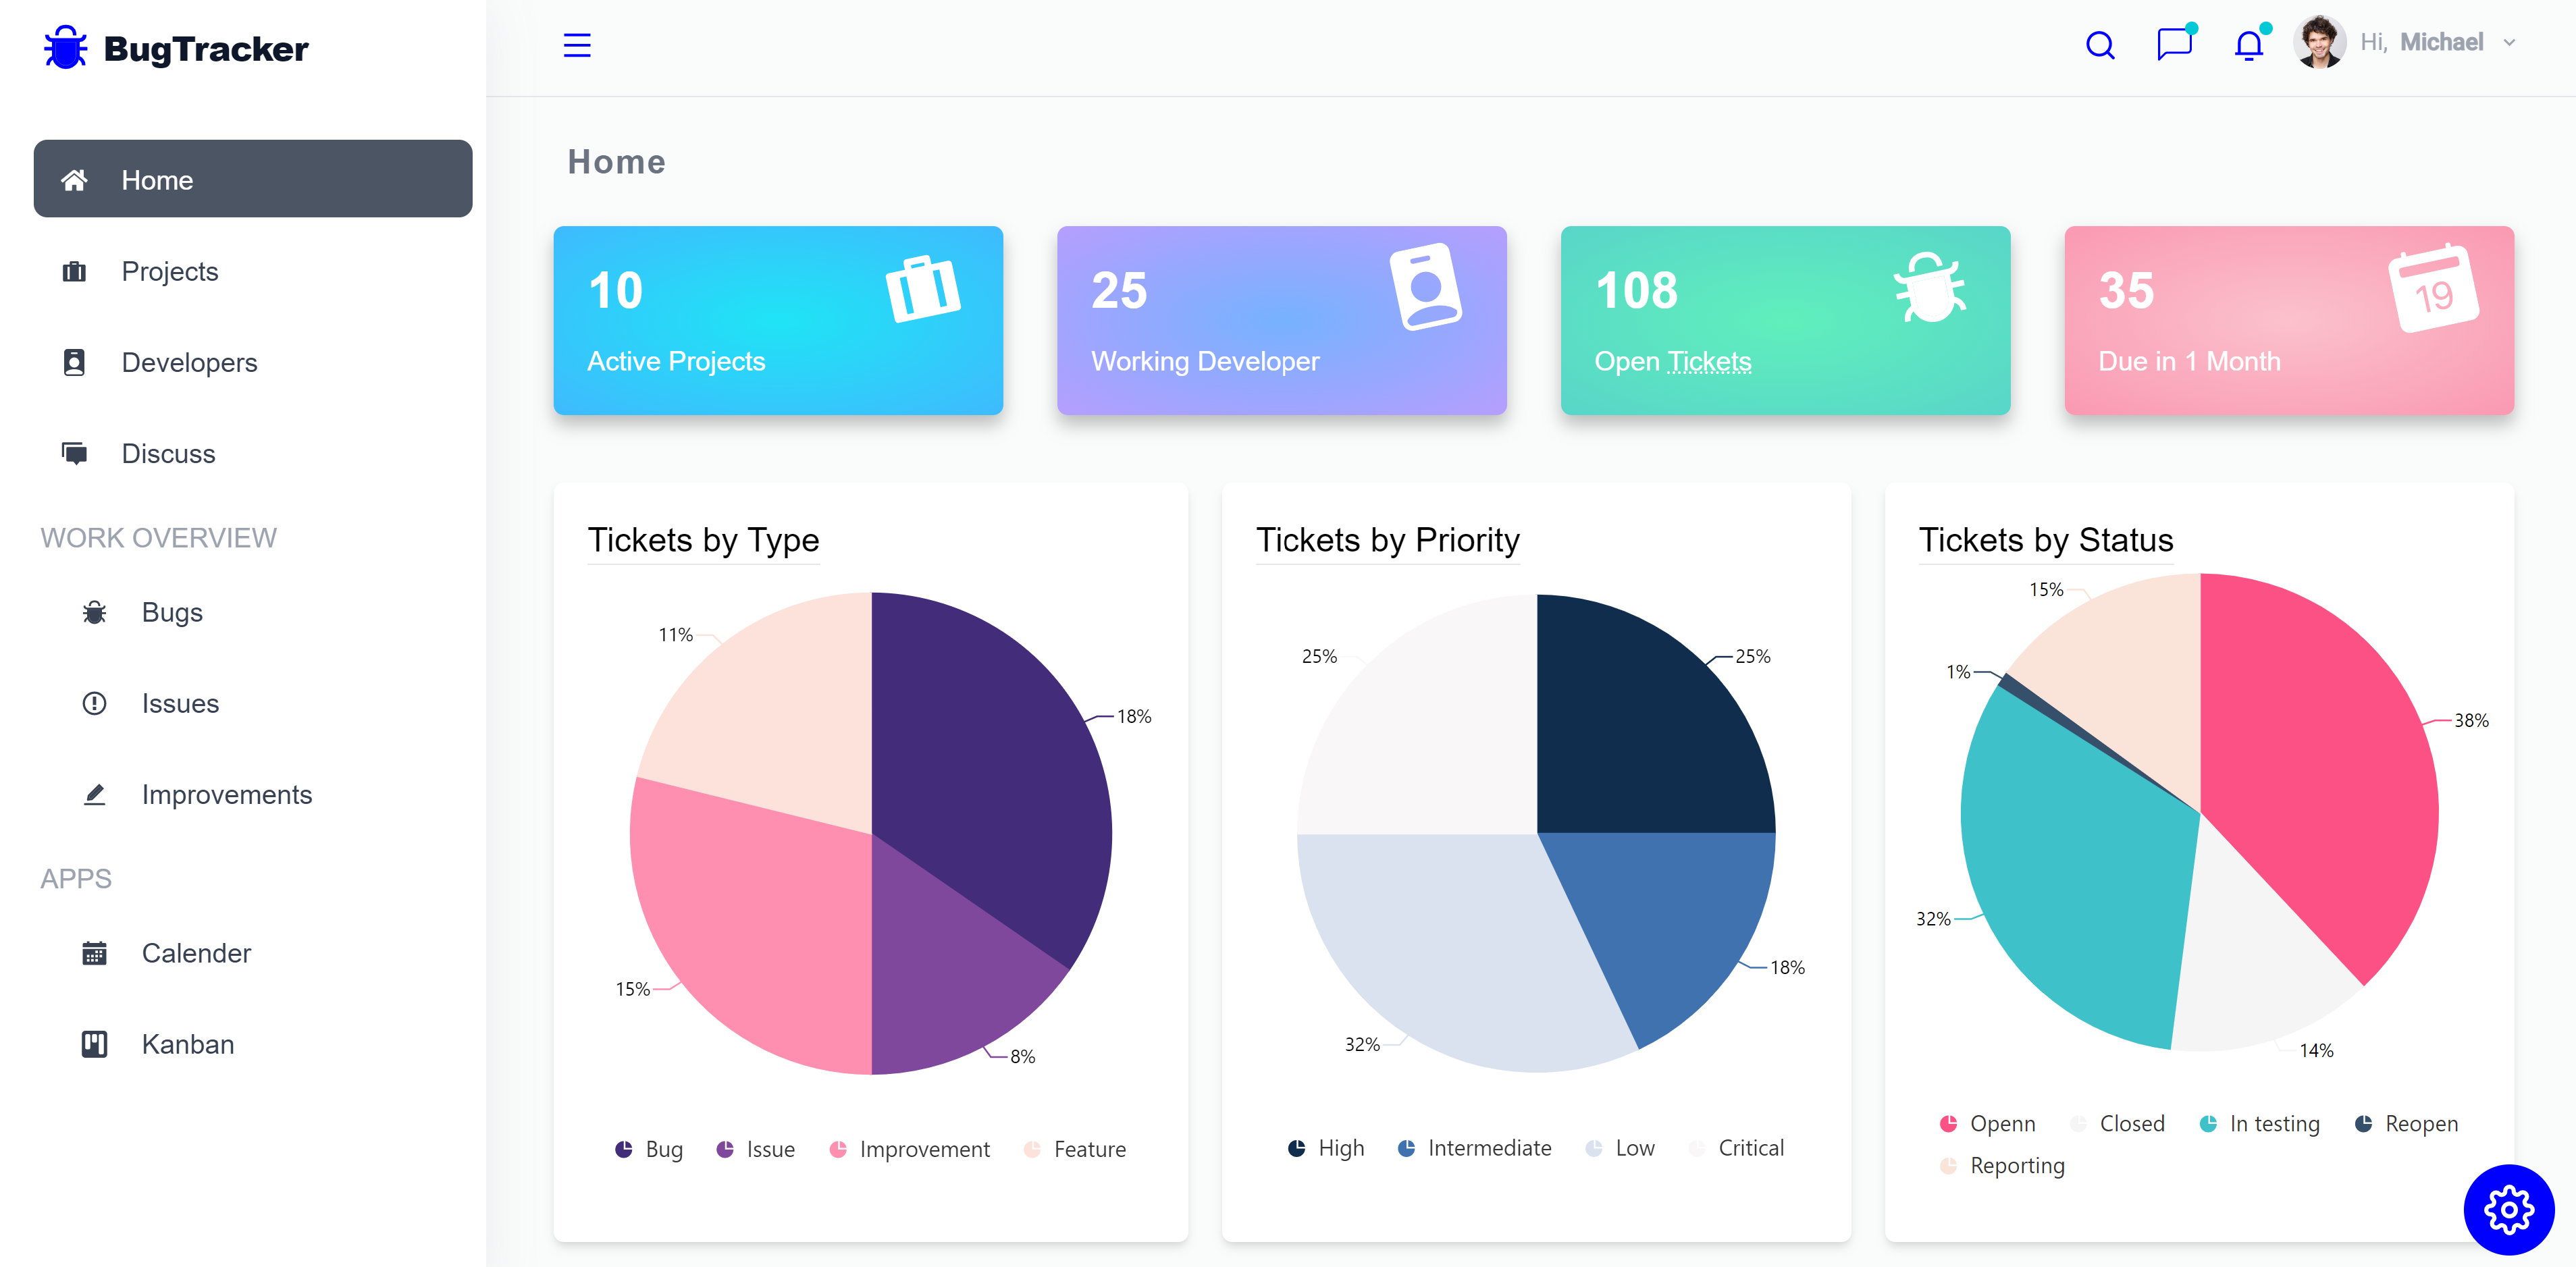 BugTracker
Hi, Michael
Home
Projects
Developers
Discuss
WORK OVERVIEW
Bugs
Issues
Improvements
APPS
Calender
Kanban
Home
10
Active Projects
25
Working Developer
108
Open Tickets
35
Due in 1 Month
19
Tickets by Type
11%
18%
15%
8%
Bug Issue Improvement Feature
Tickets by Priority
25%
25%
18%
32%
High Intermediate Low Critical
Tickets by Status
15%
1%
38%
32%
14%
Openn Closed In testing Reopen
Reporting